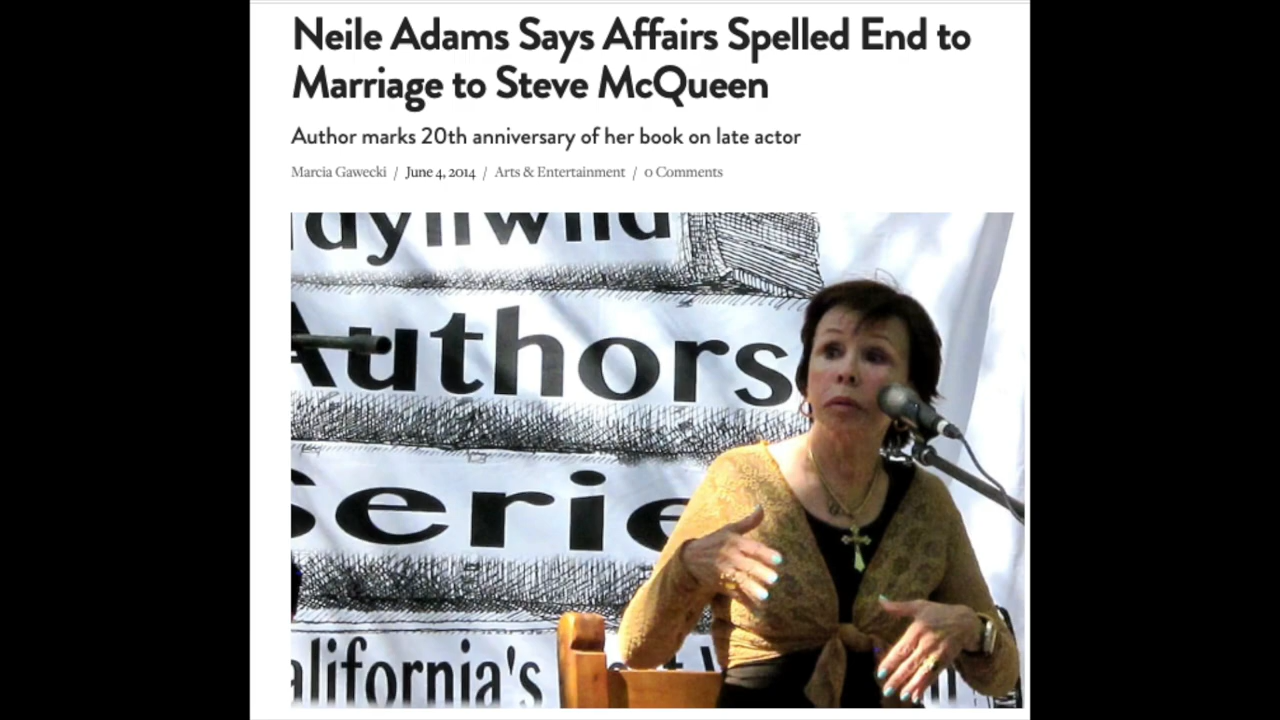 Neile Adams Says Affairs Spelled End to
Marriage to Steve McQueen
Author marks 20th anniversary of her book on late actor
Marcia Gawecki / June 4, 2014 / Arts & Entertainment / 0 Comments
dyllwild
Authors
Serie
alifornia's